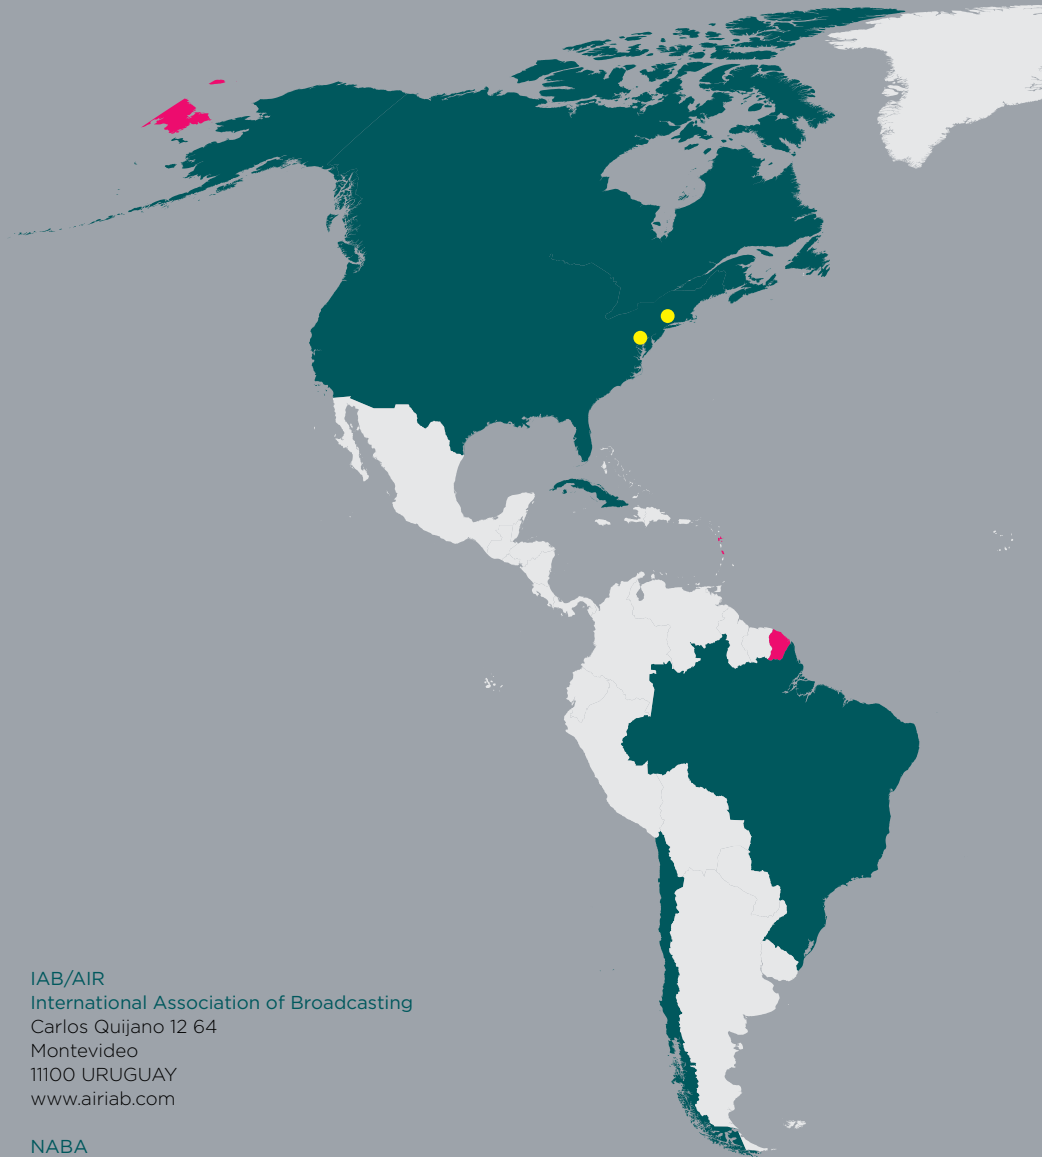 IAB/AIR
International Association of Broadcasting
Carlos Quijano 12 64
Montevideo
11100 URUGUAY
www.airiab.com
NABA